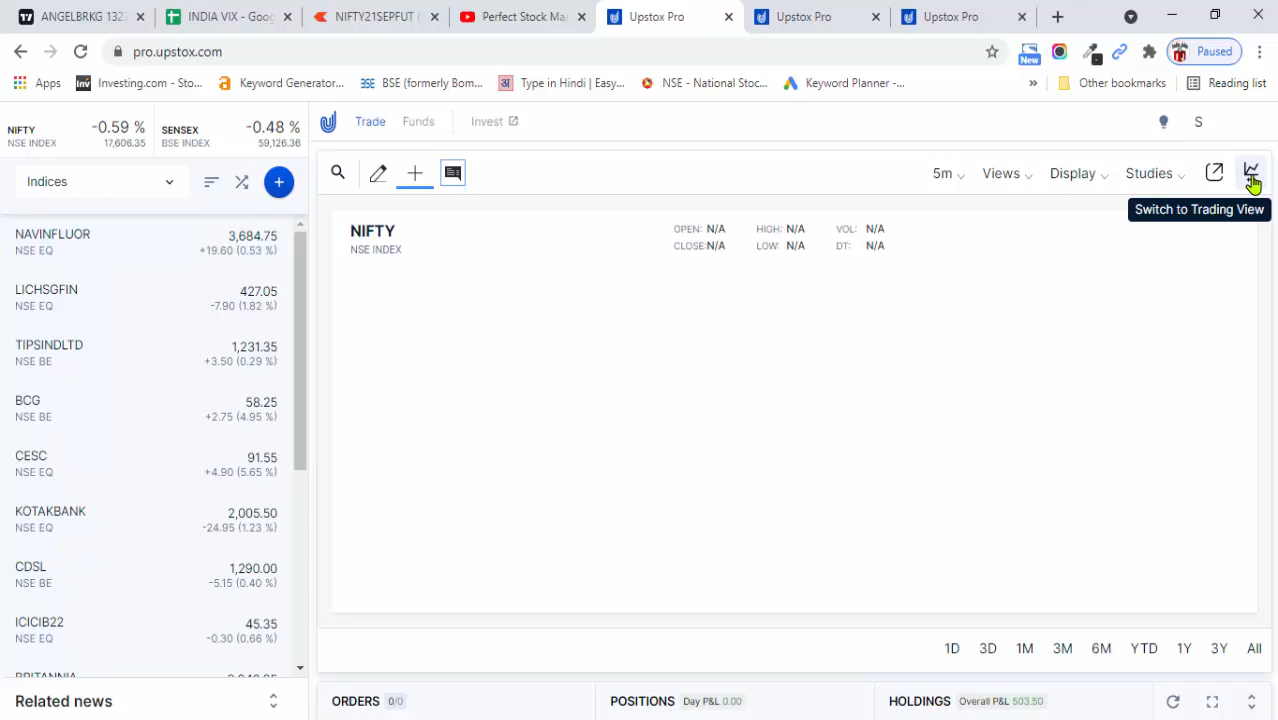 ANGELBRKG 132
INDIA VIX - Goog
NIFTY21SEPFUT (
Perfect Stock Ma
Upstox Pro
Upstox Pro
Upstox Pro
pro.upstox.com
New
Paused
Apps
Investing.com - Sto...
Keyword Generator...
BSE (formerly Bom...
Type in Hindi | Easy...
NSE - National Stoc...
Keyword Planner -...
Other bookmarks
Reading list
NIFTY -0.59 %
NSE INDEX 17,606.35
SENSEX -0.48 %
BSE INDEX 59,126.36
Trade Funds Invest
S
Indices
5m Views Display Studies
Switch to Trading View
NAVINFLUOR 3,684.75
NSE EQ +19.60 (0.53 %)
LICHSGFIN 427.05
NSE EQ -7.90 (1.82 %)
TIPSINDLTD 1,231.35
NSE BE +3.50 (0.29 %)
BCG 58.25
NSE BE +2.75 (4.95 %)
CESC 91.55
NSE EQ +4.90 (5.65 %)
KOTAKBANK 2,005.50
NSE EQ -24.95 (1.23 %)
CDSL 1,290.00
NSE BE -5.15 (0.40 %)
ICICIB22 45.35
NSE EQ -0.30 (0.66 %)
BRITANNIA
Related news
NIFTY
NSE INDEX
OPEN: N/A HIGH: N/A VOL: N/A
CLOSE: N/A LOW: N/A DT: N/A
1D 3D 1M 3M 6M YTD 1Y 3Y All
ORDERS 0/0
POSITIONS Day P&L 0.00
HOLDINGS Overall P&L 503.50